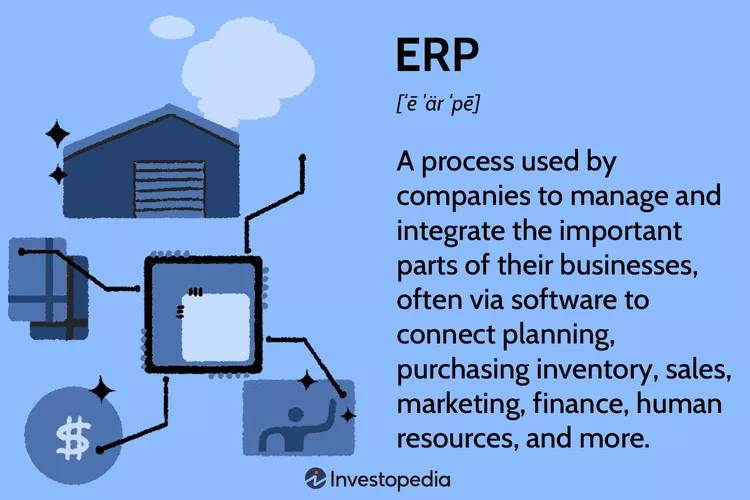 ERP
[ˈē ˈär ˈpē]
A process used by
companies to manage and
integrate the important
parts of their businesses,
often via software to
connect planning,
purchasing inventory, sales,
marketing, finance, human
resources, and more.
$
Investopedia